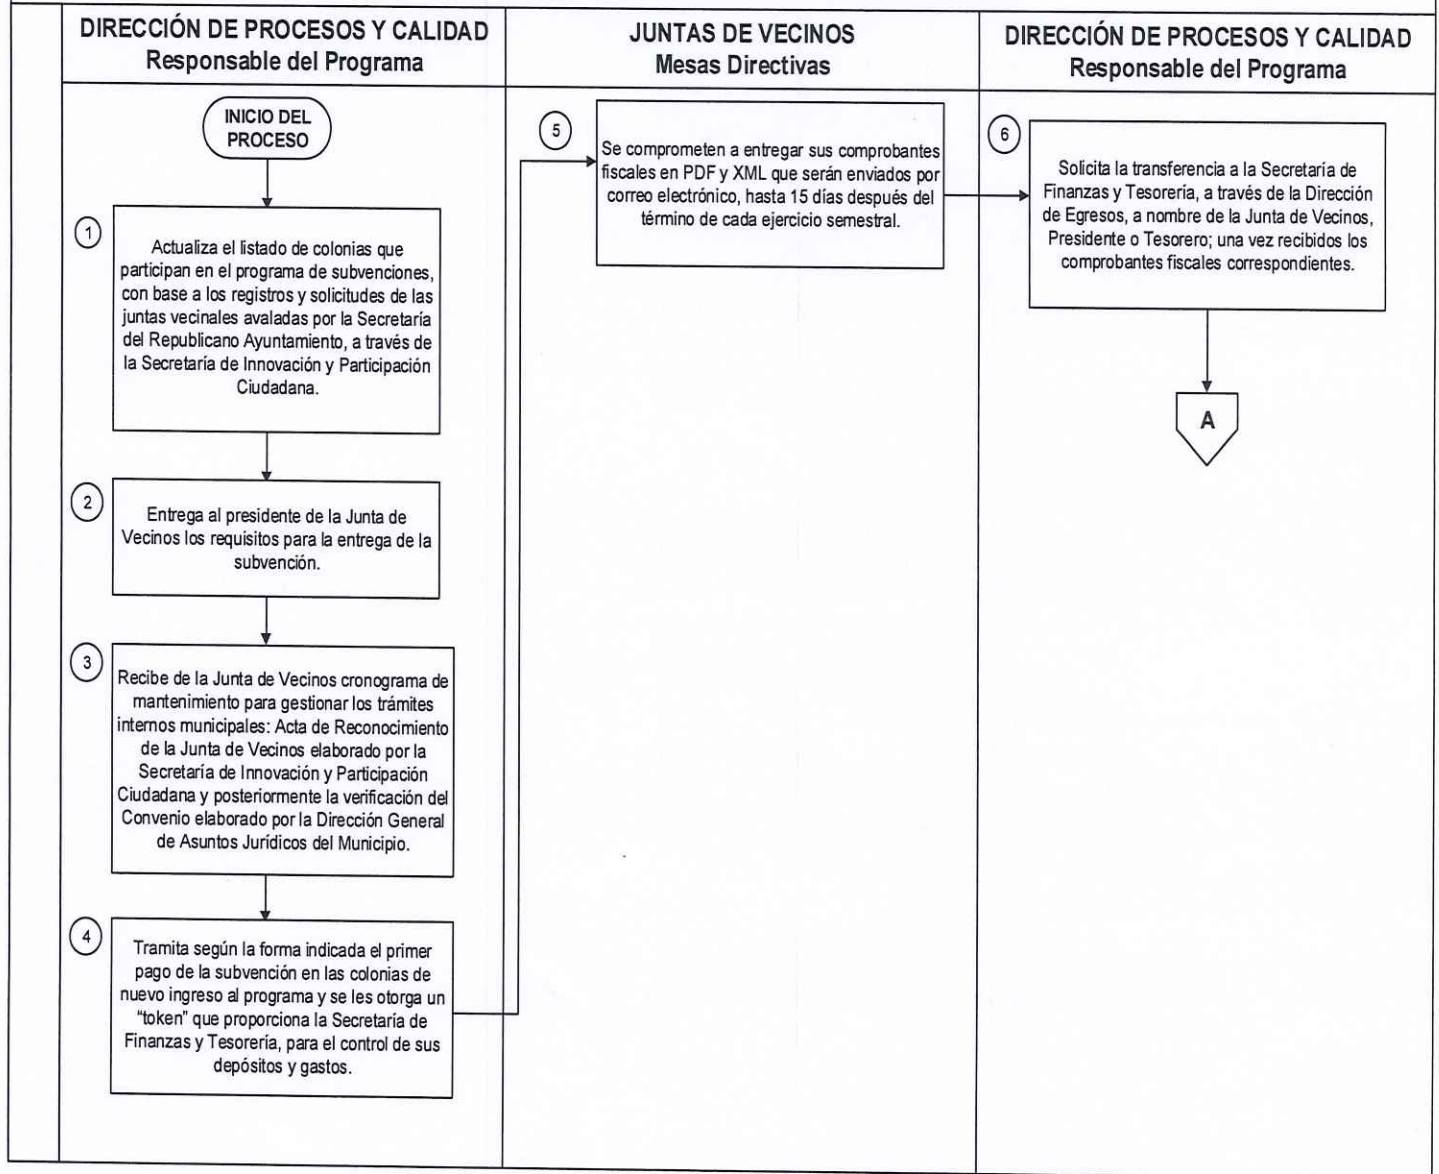 DIRECCIÓN DE PROCESOS Y CALIDAD
Responsable del Programa
INICIO DEL
PROCESO
1
Actualiza el listado de colonias que
participan en el programa de subvenciones,
con base a los registros y solicitudes de las
juntas vecinales avaladas por la Secretaría
del Republicano Ayuntamiento, a través de
la Secretaría de Innovación y Participación
Ciudadana.
2
Entrega al presidente de la Junta de
Vecinos los requisitos para la entrega de la
subvención.
3
Recibe de la Junta de Vecinos cronograma de
mantenimiento para gestionar los trámites
internos municipales: Acta de Reconocimiento
de la Junta de Vecinos elaborado por la
Secretaría de Innovación y Participación
Ciudadana y posteriormente la verificación del
Convenio elaborado por la Dirección General
de Asuntos Jurídicos del Municipio.
4
Tramita según la forma indicada el primer
pago de la subvención en las colonias de
nuevo ingreso al programa y se les otorga un
“token” que proporciona la Secretaría de
Finanzas y Tesorería, para el control de sus
depósitos y gastos.
JUNTAS DE VECINOS
Mesas Directivas
5
Se comprometen a entregar sus comprobantes
fiscales en PDF y XML que serán enviados por
correo electrónico, hasta 15 días después del
término de cada ejercicio semestral.
DIRECCIÓN DE PROCESOS Y CALIDAD
Responsable del Programa
6
Solicita la transferencia a la Secretaría de
Finanzas y Tesorería, a través de la Dirección
de Egresos, a nombre de la Junta de Vecinos,
Presidente o Tesorero; una vez recibidos los
comprobantes fiscales correspondientes.
A